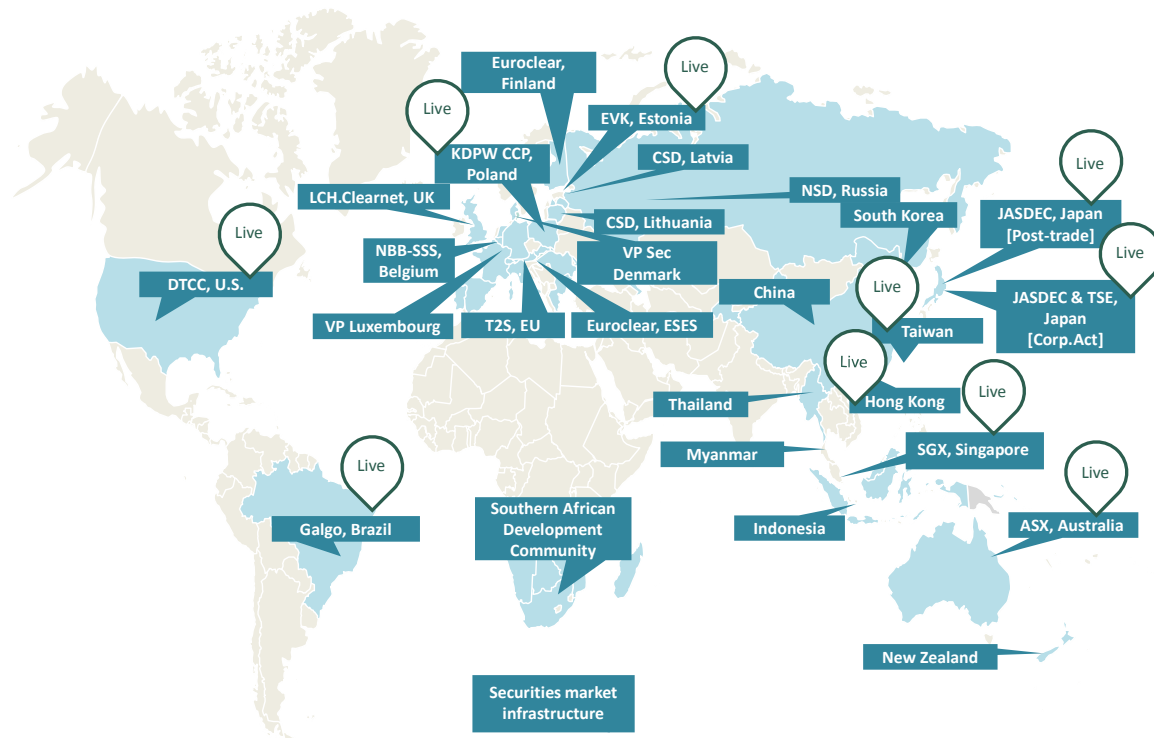 Euroclear,
Finland
Live
Live
EVK, Estonia
KDPW CCP,
Poland
CSD, Latvia
Live
LCH.Clearnet, UK
NSD, Russia
South Korea
JASDEC, Japan
[Post-trade]
CSD, Lithuania
Live
NBB-SSS,
Belgium
VP Sec
Denmark
Live
DTCC, U.S.
China
Live
JASDEC & TSE,
Japan
[Corp.Act]
VP Luxembourg
T2S, EU
Euroclear, ESES
Taiwan
Live
Live
Thailand
Hong Kong
Myanmar
SGX, Singapore
Live
Live
Galgo, Brazil
Southern African
Development
Community
Indonesia
ASX, Australia
New Zealand
Securities market
infrastructure